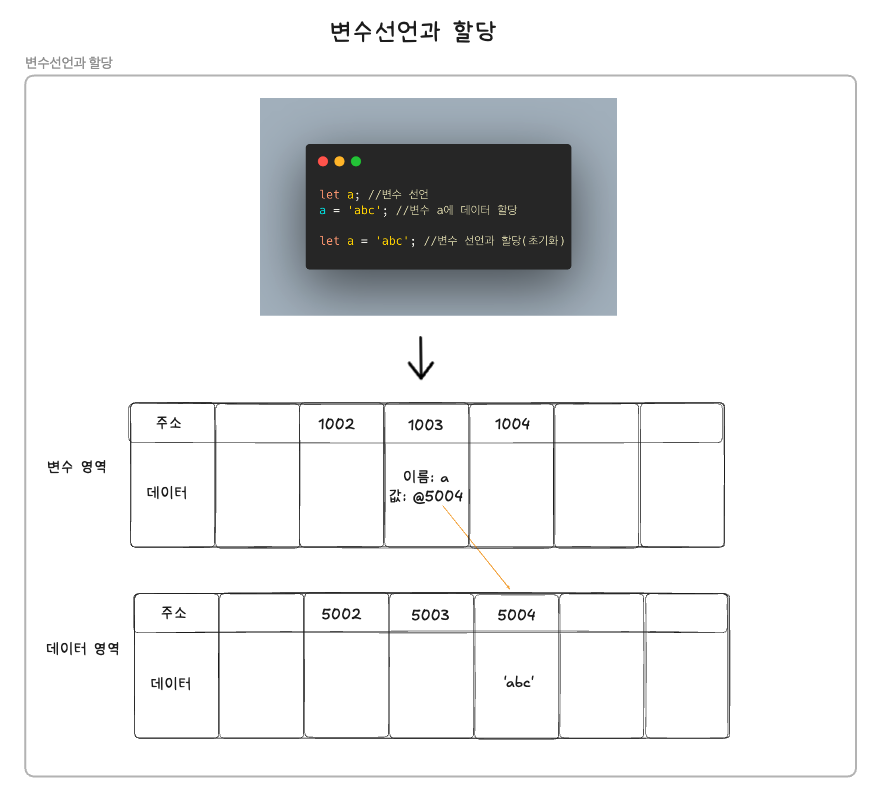 변수선언과 할당
변수선언과 할당
let a; //변수 선언
a = 'abc'; //변수 a에 데이터 할당
let a = 'abc'; //변수 선언과 할당(초기화)
주소 1002 1003 1004
변수 영역
데이터
이름: a
값: @5004
주소 5002 5003 5004
데이터 영역
데이터 'abc'